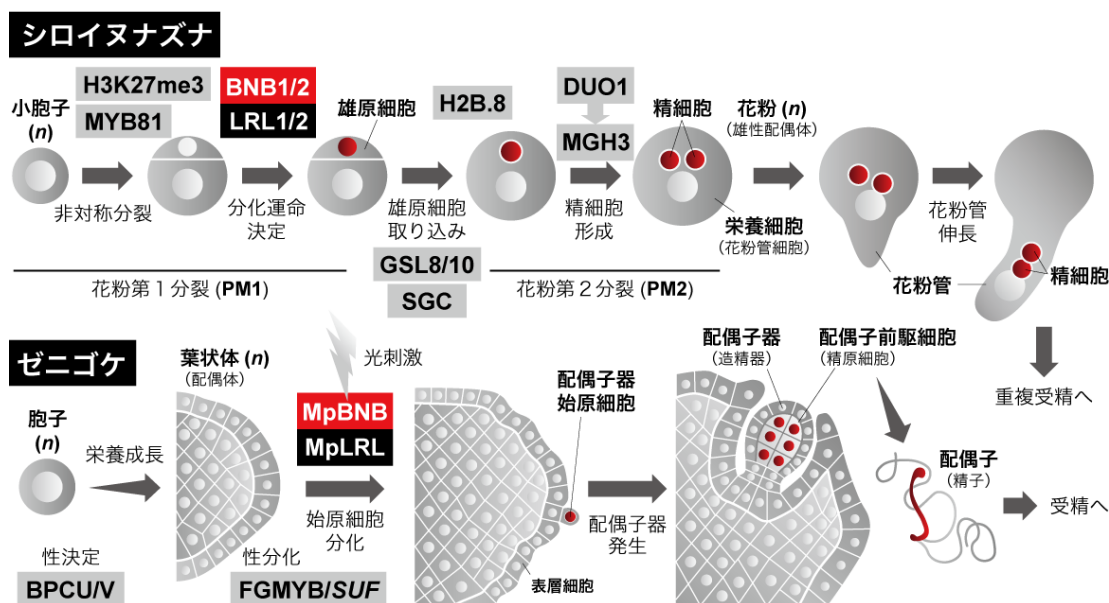 シロイヌナズナ
小胞子
(n)
H3K27me3
MYB81
BNB1/2
LRL1/2
雄原細胞
H2B.8
DUO1
MGH3
精細胞
花粉 (n)
(雄性配偶体)
非対称分裂
分化運命
決定
雄原細胞
取り込み
精細胞
形成
栄養細胞
(花粉管細胞)
花粉管
伸長
GSL8/10
SGC
花粉管
精細胞
花粉第1分裂 (PM1)
花粉第2分裂 (PM2)
重複受精へ
ゼニゴケ
胞子
(n)
栄養成長
葉状体 (n)
(配偶体)
光刺激
MpBNB
MpLRL
始原細胞
分化
配偶子器
始原細胞
配偶子器
発生
配偶子器
(造精器)
配偶子前駆細胞
(精原細胞)
配偶子
(精子)
受精へ
性決定
BPCU/V
性分化
FGMYB/SUF
表層細胞